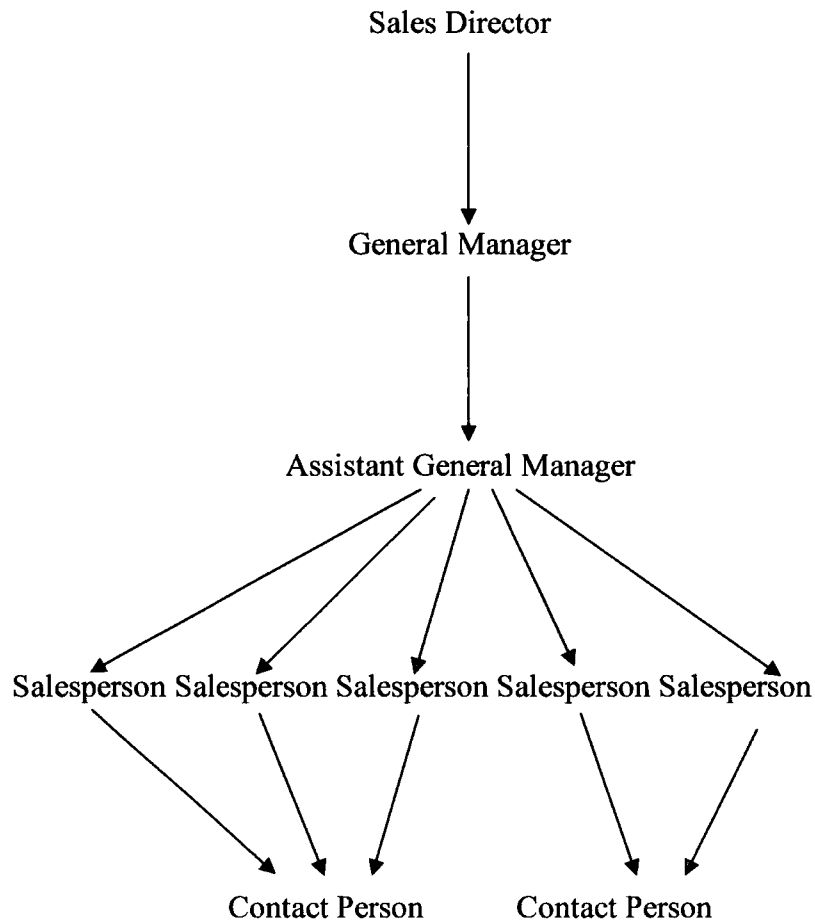 Sales Director
General Manager
Assistant General Manager
Salesperson Salesperson Salesperson Salesperson Salesperson
Contact Person Contact Person